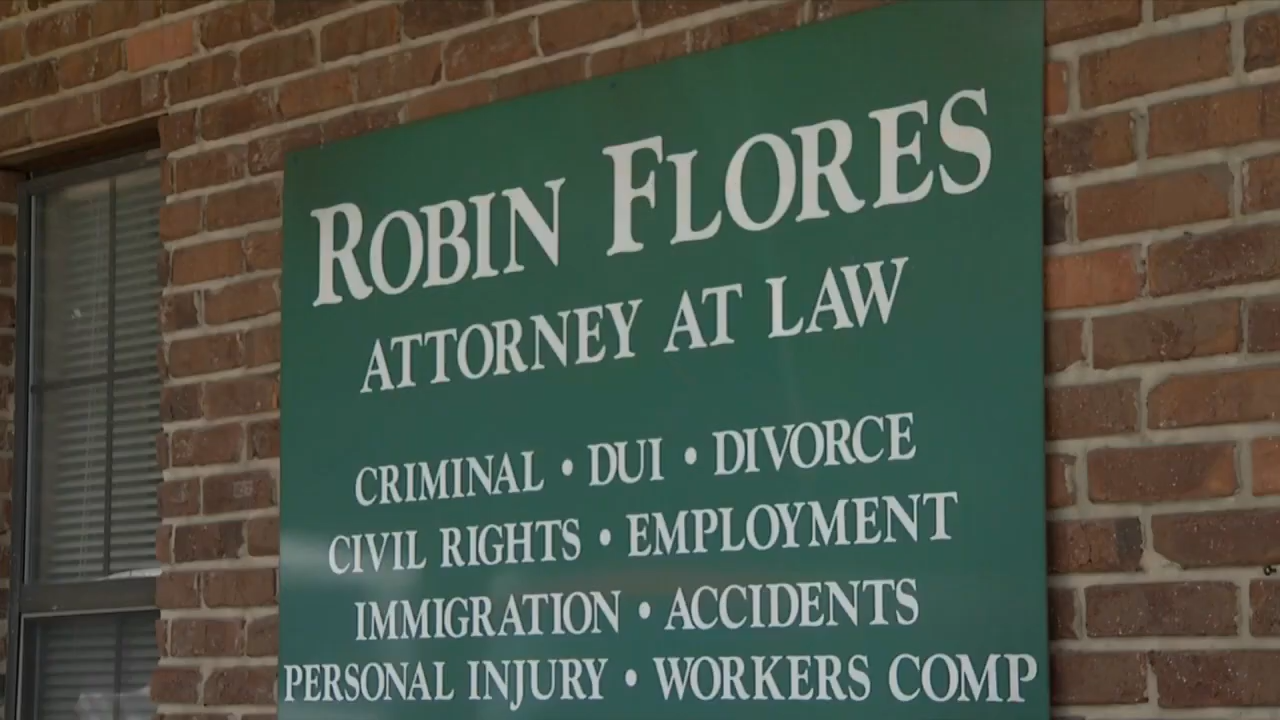 ROBIN FLORES
ATTORNEY AT LAW
CRIMINAL • DUI • DIVORCE
CIVIL RIGHTS • EMPLOYMENT
IMMIGRATION • ACCIDENTS
PERSONAL INJURY • WORKERS COMP